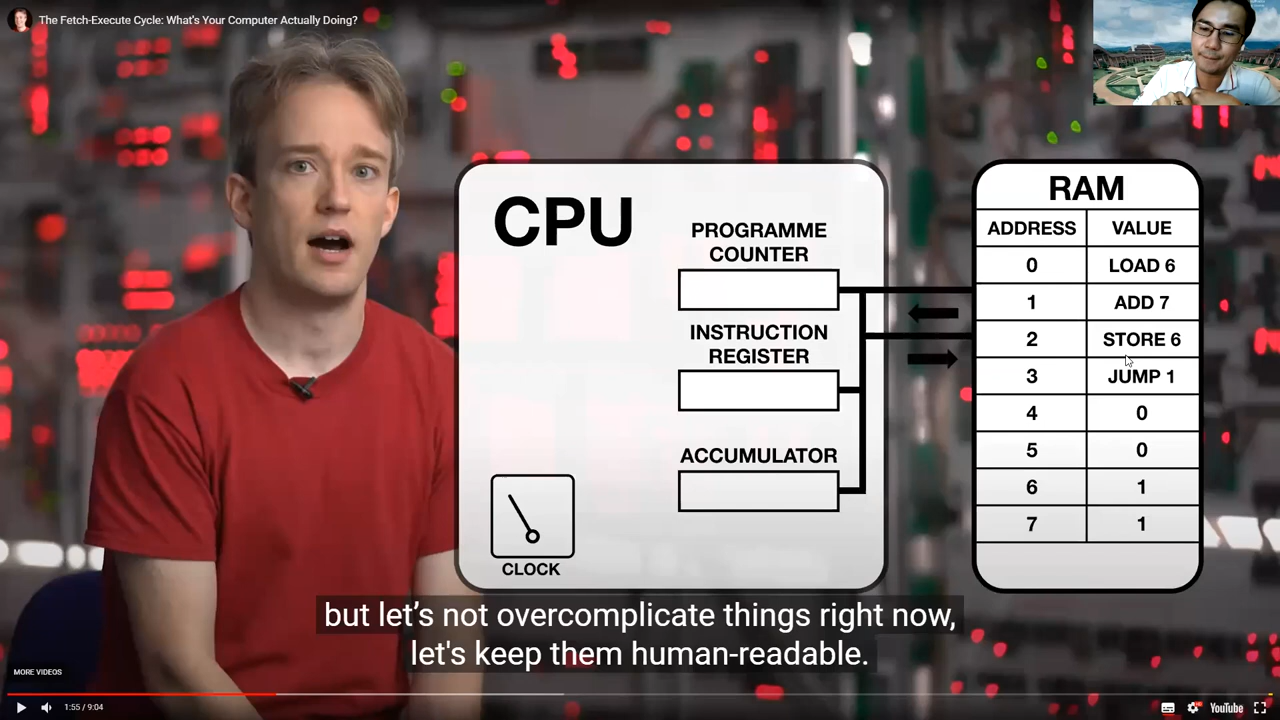 The Fetch-Execute Cycle: What's Your Computer Actually Doing?
CPU
PROGRAMME
COUNTER
INSTRUCTION
REGISTER
ACCUMULATOR
CLOCK
RAM
ADDRESS VALUE
0 LOAD 6
1 ADD 7
2 STORE 6
3 JUMP 1
4 0
5 0
6 1
7 1
but let’s not overcomplicate things right now,
let's keep them human-readable.
MORE VIDEOS
1:55 / 9:04
YouTube